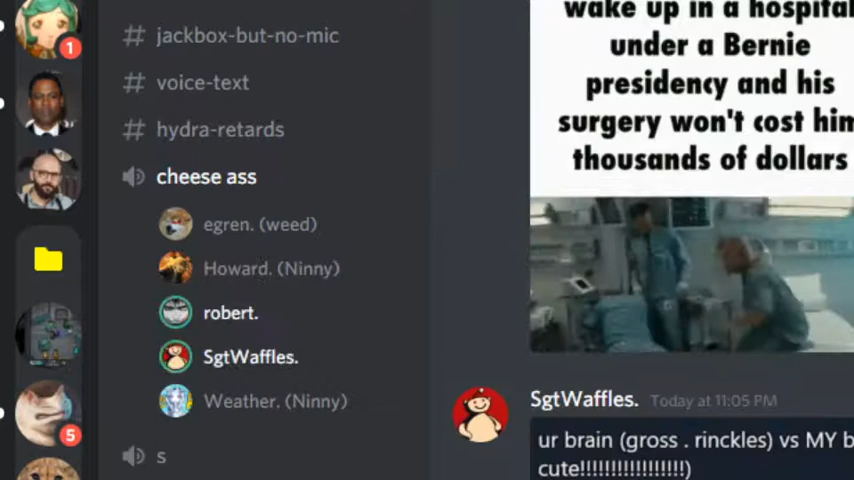 1
# jackbox-but-no-mic
# voice-text
# hydra-retards
cheese ass
egren. (weed)
Howard. (Ninny)
robert.
SgtWaffles.
Weather. (Ninny)
5
s
wake up in a hospital
under a Bernie
presidency and his
surgery won't cost him
thousands of dollars
SgtWaffles. Today at 11:05 PM
ur brain (gross . rinckles) vs MY b
cute!!!!!!!!!!!!!!!!!)